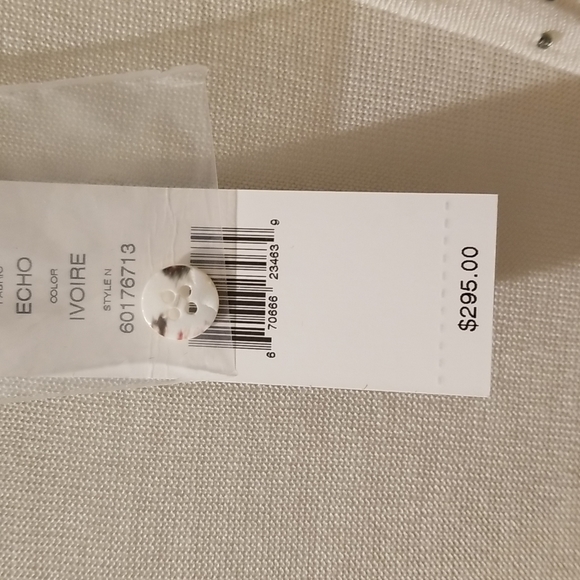 ECHO
COLOR
IVOIRE
STYLE N
60176713
6 70666 23463 9
$295.00